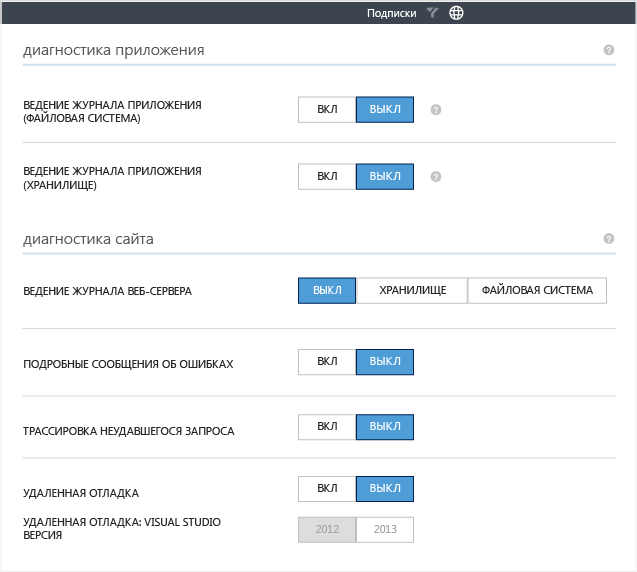 Подписки
диагностика приложения
ВЕДЕНИЕ ЖУРНАЛА ПРИЛОЖЕНИЯ
(ФАЙЛОВАЯ СИСТЕМА)
ВКЛ ВЫКЛ
ВЕДЕНИЕ ЖУРНАЛА ПРИЛОЖЕНИЯ
(ХРАНИЛИЩЕ)
ВКЛ ВЫКЛ
диагностика сайта
ВЕДЕНИЕ ЖУРНАЛА ВЕБ-СЕРВЕРА
ВЫКЛ ХРАНИЛИЩЕ ФАЙЛОВАЯ СИСТЕМА
ПОДРОБНЫЕ СООБЩЕНИЯ ОБ ОШИБКАХ
ВКЛ ВЫКЛ
ТРАССИРОВКА НЕУДАВШЕГОСЯ ЗАПРОСА
ВКЛ ВЫКЛ
УДАЛЕННАЯ ОТЛАДКА
ВКЛ ВЫКЛ
УДАЛЕННАЯ ОТЛАДКА: VISUAL STUDIO
ВЕРСИЯ
2012 2013